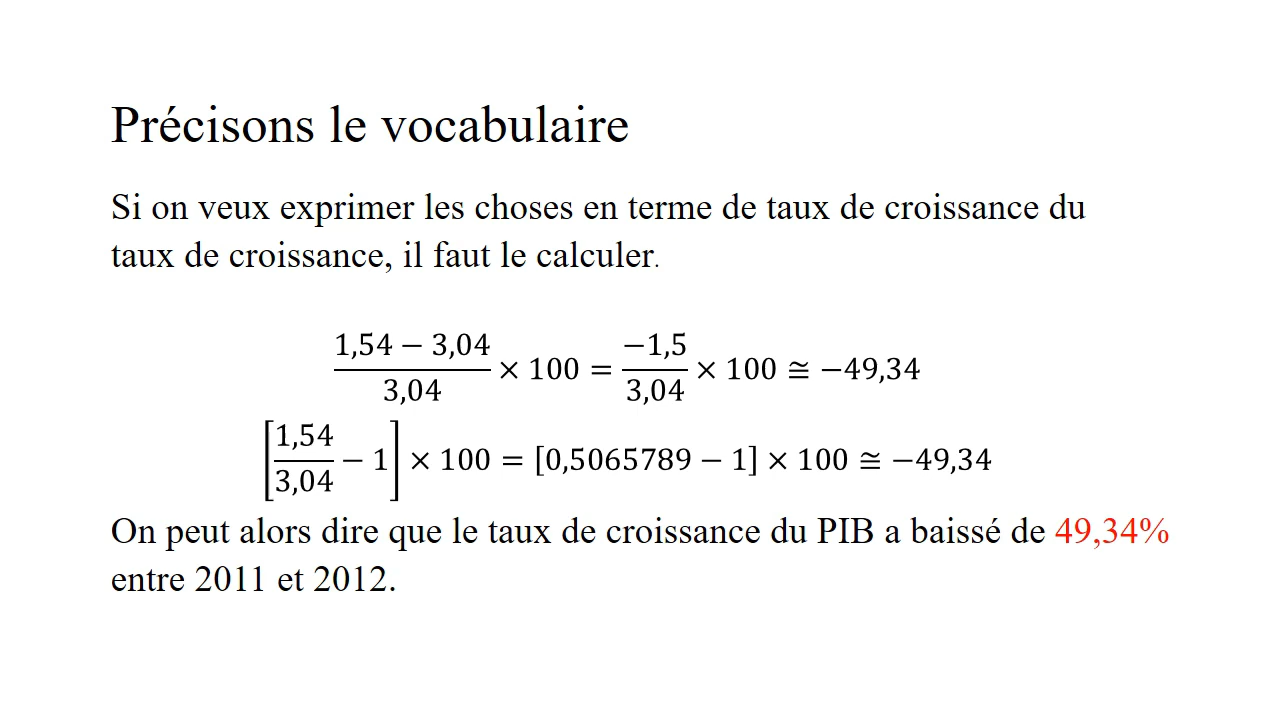 Précisons le vocabulaire
Si on veux exprimer les choses en terme de taux de croissance du
taux de croissance, il faut le calculer.
\frac{1,54 − 3,04}{3,04} × 100 = \frac{−1,5}{3,04} × 100 ≅ −49,34
[\frac{1,54}{3,04} − 1] × 100 = [0,5065789 − 1] × 100 ≅ −49,34
On peut alors dire que le taux de croissance du PIB a baissé de 49,34%
entre 2011 et 2012.